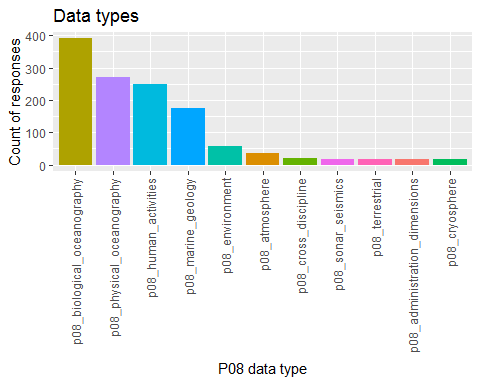 Data types
Count of responses
400
300
200
100
0
p08_biological_oceanography
p08_physical_oceanography
p08_human_activities
p08_marine_geology
p08_environment
p08_atmosphere
p08_cross_discipline
p08_sonar_seismics
p08_terrestrial
p08_administration_dimensions
p08_cryosphere
P08 data type